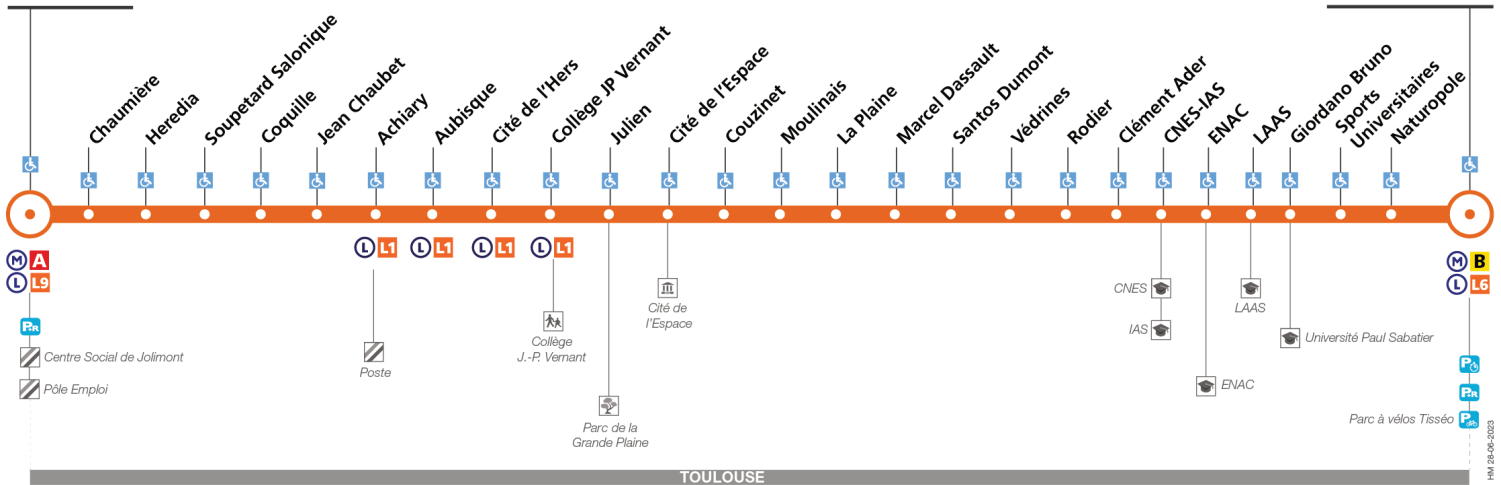 Chaumière
Heredia
Soupetard Salonique
Coquille
Jean Chaubet
Achiary
Aubisque
Cité de l'Hers
Collège JP Vernant
Julien
Cité de l'Espace
Couzinet
Moulinais
La Plaine
Marcel Dassault
Santos Dumont
Védrines
Rodier
Clément Ader
CNES-IAS
ENAC
LAAS
Giordano Bruno
Sports
Universitaires
Naturopole
M A
L L9
P+R
Centre Social de Jolimont
Pôle Emploi
L L1
Poste
L L1
L L1
L L1
Collège
J.-P. Vernant
Parc de la
Grande Plaine
Cité de
l'Espace
CNES
IAS
ENAC
LAAS
Université Paul Sabatier
M B
L L6
P
P+R
Parc à vélos Tisséo
P
TOULOUSE
HM 28-06-2023